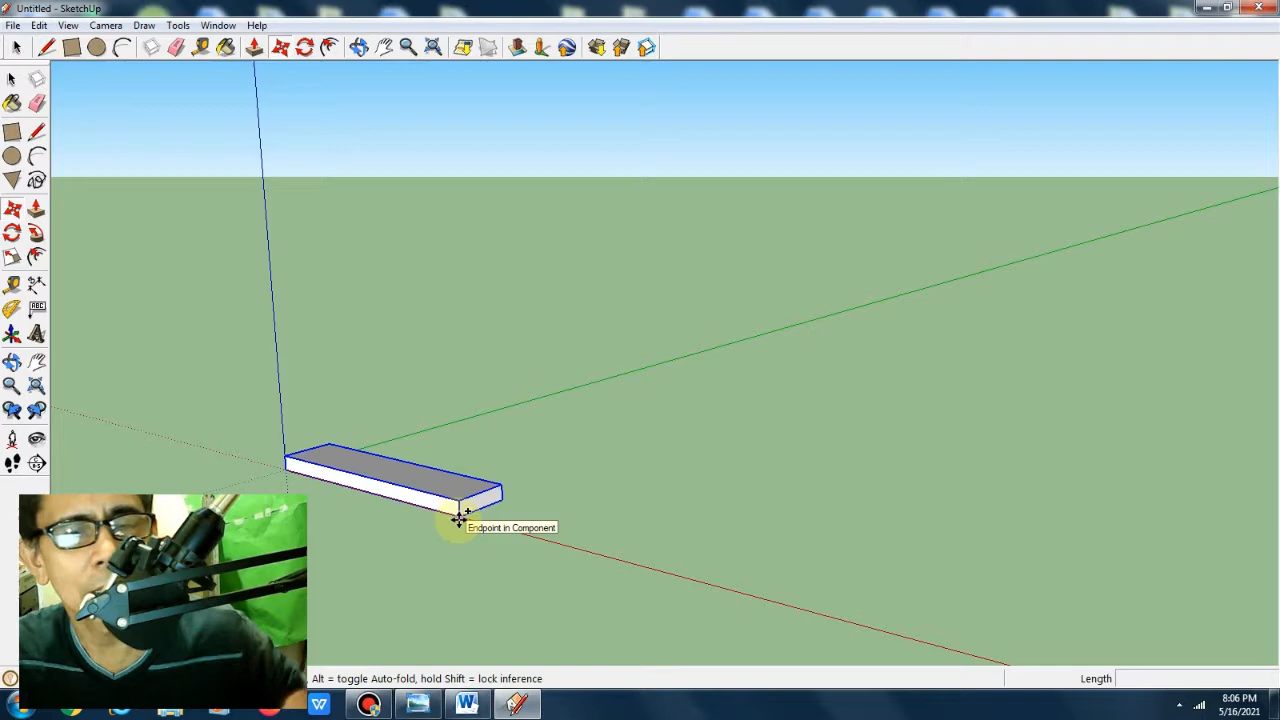 Untitled - SketchUp
File Edit View Camera Draw Tools Window Help
ABC
Endpoint in Component
Alt = toggle Auto-fold, hold Shift = lock inference
Length
W
W
8:06 PM
5/16/2021